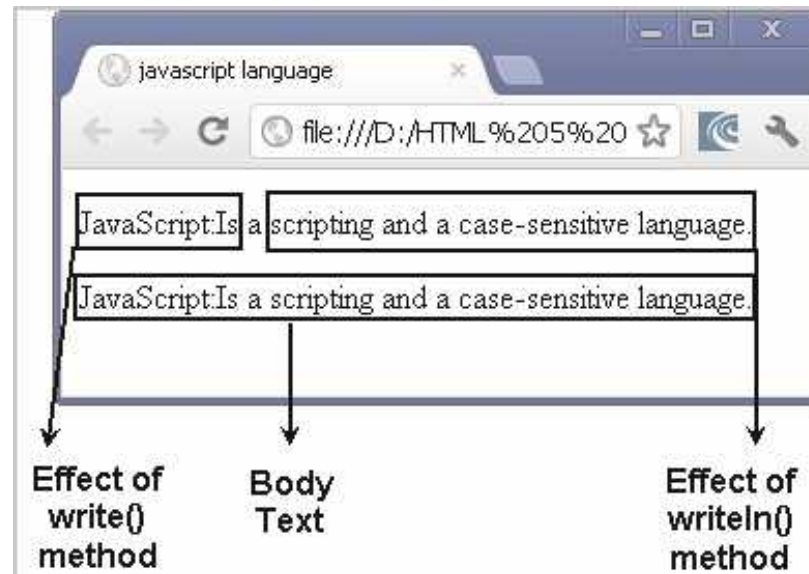 javascript language
file:///D:/HTML%205%20
JavaScript:Is a scripting and a case-sensitive language.
JavaScript:Is a scripting and a case-sensitive language.
Effect of
write()
method
Body
Text
Effect of
writeln()
method